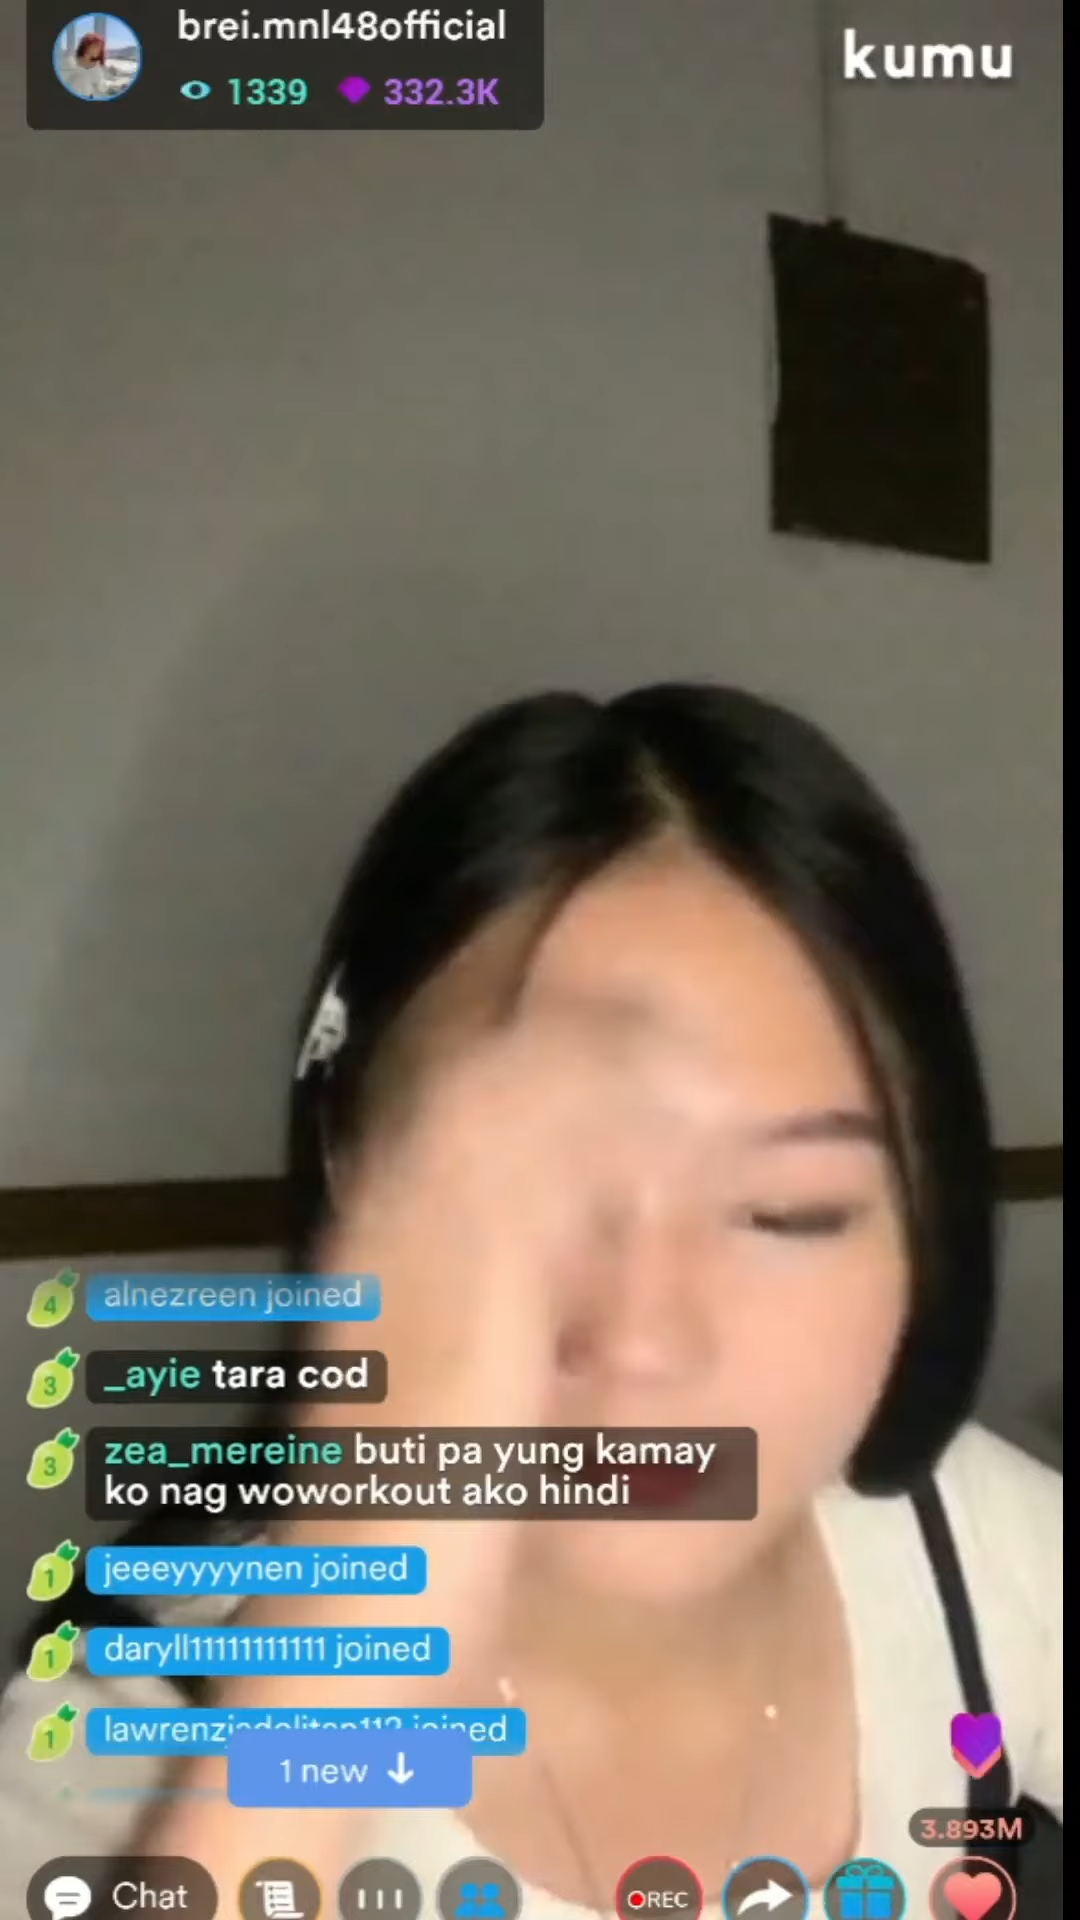 brei.mnl48official
kumu
1339 332.3K
4 alnezreen joined
3 _ayie tara cod
3 zea_mereine buti pa yung kamay
ko nag woworkout ako hindi
1 jeeeyyyynen joined
1 joined
1 joined
1 new
3.893M
Chat
REC